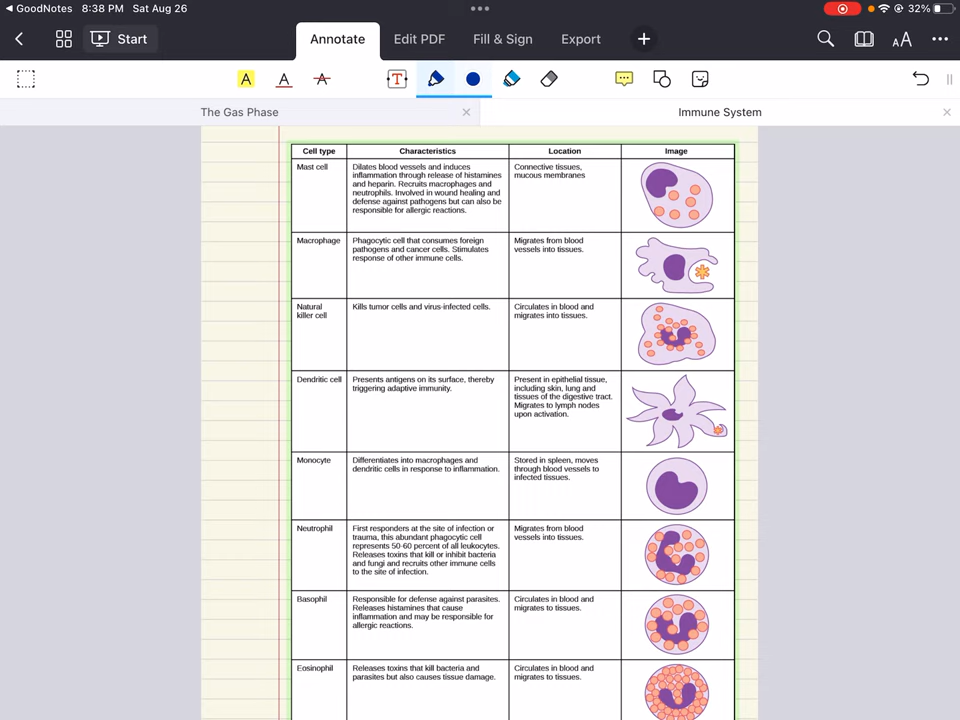 GoodNotes 8:38 PM Sat Aug 26 32%
Start Annotate Edit PDF Fill & Sign Export
The Gas Phase Immune System
Cell type Characteristics Location Image
Mast cell
Dilates blood vessels and induces
inflammation through release of histamines
and heparin. Recruits macrophages and
neutrophils. Involved in wound healing and
defense against pathogens but can also be
responsible for allergic reactions.
Connective tissues,
mucous membranes
Macrophage
Phagocytic cell that consumes foreign
pathogens and cancer cells. Stimulates
response of other immune cells.
Migrates from blood
vessels into tissues.
Natural
killer cell
Kills tumor cells and virus-infected cells.
Circulates in blood and
migrates into tissues.
Dendritic cell
Presents antigens on its surface, thereby
triggering adaptive immunity.
Present in epithelial tissue,
including skin, lung and
tissues of the digestive tract.
Migrates to lymph nodes
upon activation.
Monocyte
Differentiates into macrophages and
dendritic cells in response to inflammation.
Stored in spleen, moves
through blood vessels to
infected tissues.
Neutrophil
First responders at the site of infection or
trauma, this abundant phagocytic cell
represents 50-60 percent of all leukocytes.
Releases toxins that kill or inhibit bacteria
and fungi and recruits other immune cells
to the site of infection.
Migrates from blood
vessels into tissues.
Basophil
Responsible for defense against parasites.
Releases histamines that cause
inflammation and may be responsible for
allergic reactions.
Circulates in blood and
migrates to tissues.
Eosinophil
Releases toxins that kill bacteria and
parasites but also causes tissue damage.
Circulates in blood and
migrates to tissues.